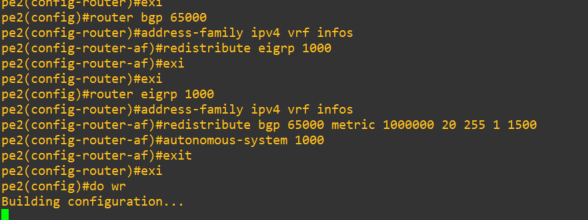 pe2(config-router)#exi
pe2(config)#router bgp 65000
pe2(config-router)#address-family ipv4 vrf infos
pe2(config-router-af)#redistribute eigrp 1000
pe2(config-router-af)#exi
pe2(config-router)#exi
pe2(config)#router eigrp 1000
pe2(config-router)#address-family ipv4 vrf infos
pe2(config-router-af)#redistribute bgp 65000 metric 1000000 20 255 1 1500
pe2(config-router-af)#autonomous-system 1000
pe2(config-router-af)#exit
pe2(config-router)#exi
pe2(config)#do wr
Building configuration...